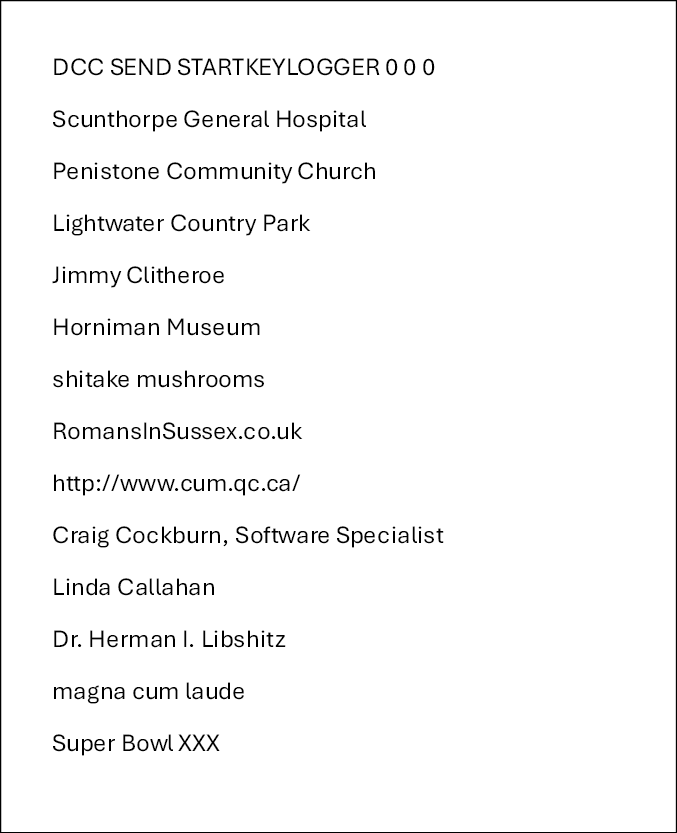 DCC SEND STARTKEYLOGGER 0 0 0
Scunthorpe General Hospital
Penistone Community Church
Lightwater Country Park
Jimmy Clitheroe
Horniman Museum
shitake mushrooms
RomansInSussex.co.uk
http://www.cum.qc.ca/
Craig Cockburn, Software Specialist
Linda Callahan
Dr. Herman I. Libshitz
magna cum laude
Super Bowl XXX